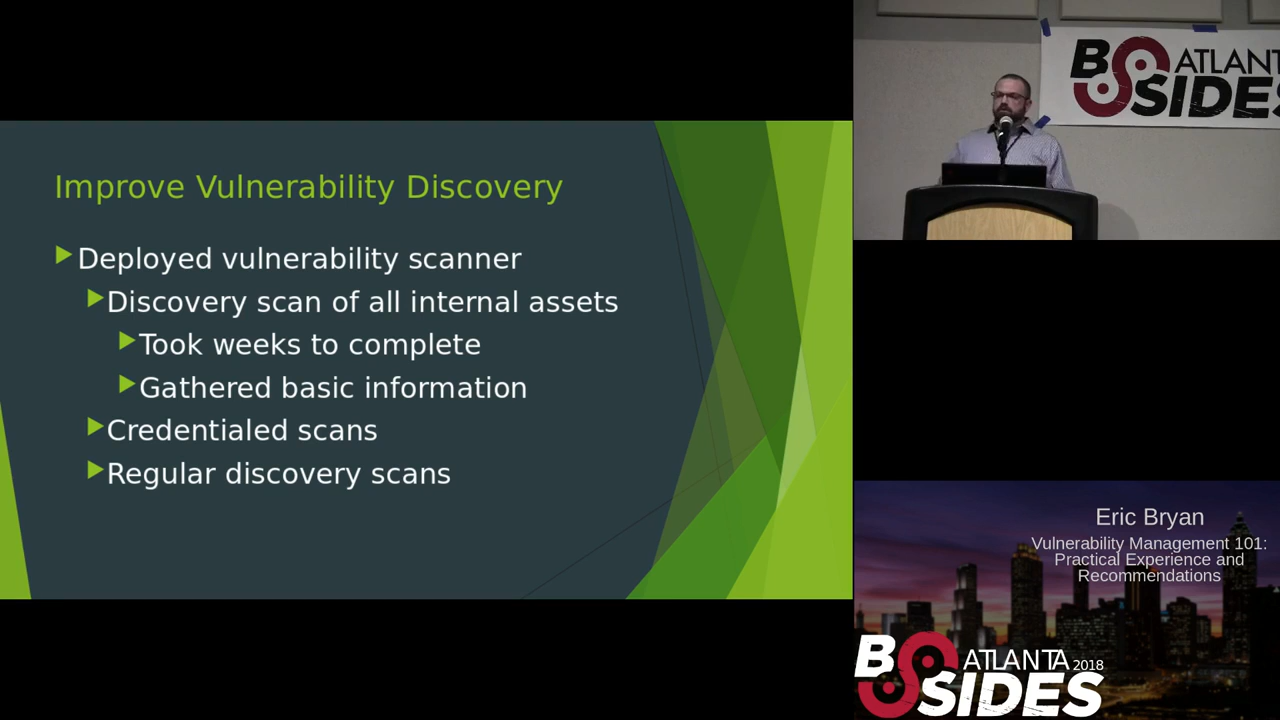 Improve Vulnerability Discovery
Deployed vulnerability scanner
Discovery scan of all internal assets
Took weeks to complete
Gathered basic information
Credentialed scans
Regular discovery scans
BSIDES ATLANT
Eric Bryan
Vulnerability Management 101:
Practical Experience and
Recommendations
BSIDES ATLANTA 2018